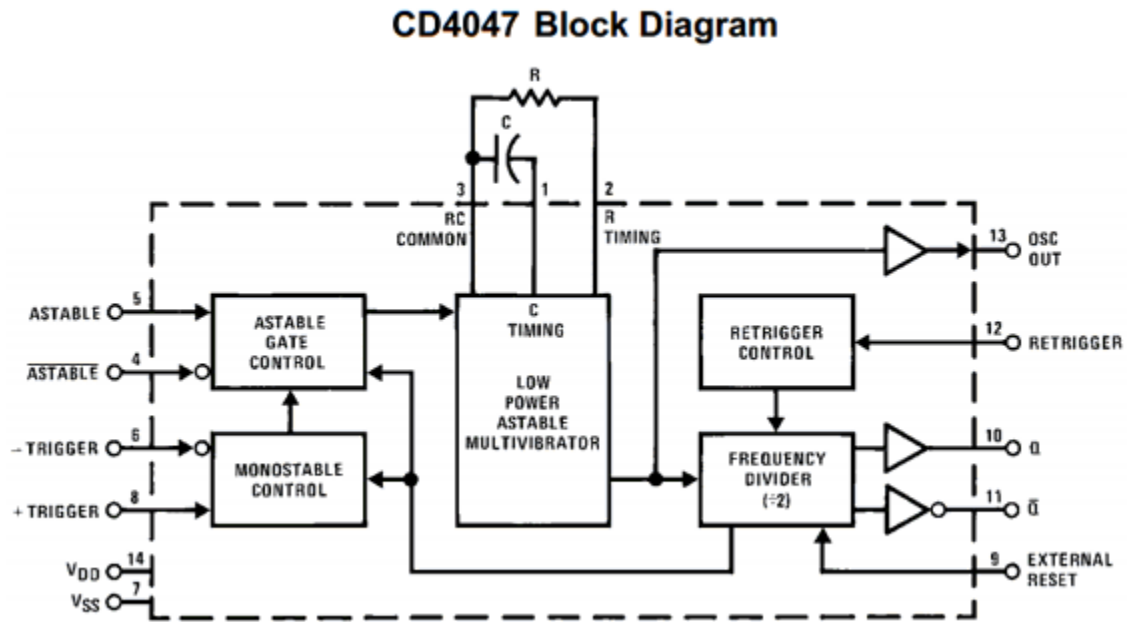 CD4047 Block Diagram
R
C
3
1
2
RC
COMMON
R
TIMING
13
OSC
OUT
ASTABLE
5
ASTABLE
GATE
CONTROL
C
TIMING
RETRIGGER
CONTROL
12
RETRIGGER
A̅S̅T̅A̅B̅L̅E̅
4
LOW
POWER
ASTABLE
MULTIVIBRATOR
– TRIGGER
6
MONOSTABLE
CONTROL
FREQUENCY
DIVIDER
(÷2)
10
Q
+ TRIGGER
8
11
Q̅
VDD
14
9
EXTERNAL
RESET
VSS
7